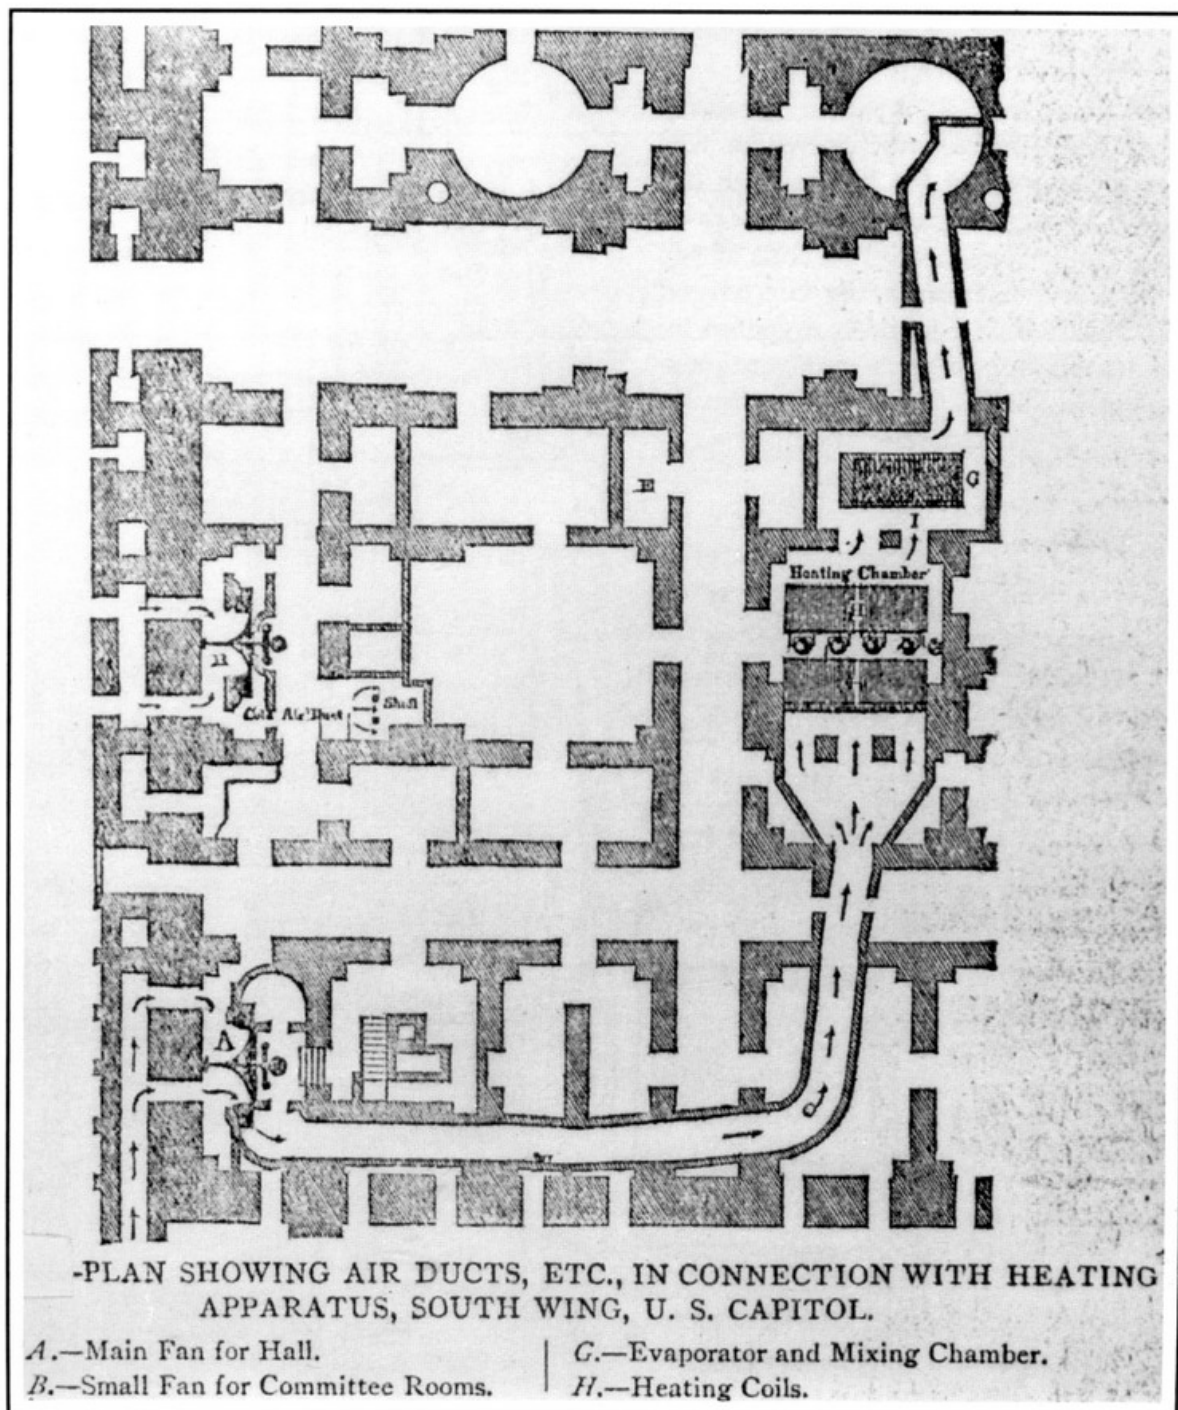 E
G
I
Heating Chamber
H
B
Cold Air Duct
Shaft
A
-PLAN SHOWING AIR DUCTS, ETC., IN CONNECTION WITH HEATING
APPARATUS, SOUTH WING, U. S. CAPITOL.
A.—Main Fan for Hall.
B.—Small Fan for Committee Rooms.
G.—Evaporator and Mixing Chamber.
H.—Heating Coils.